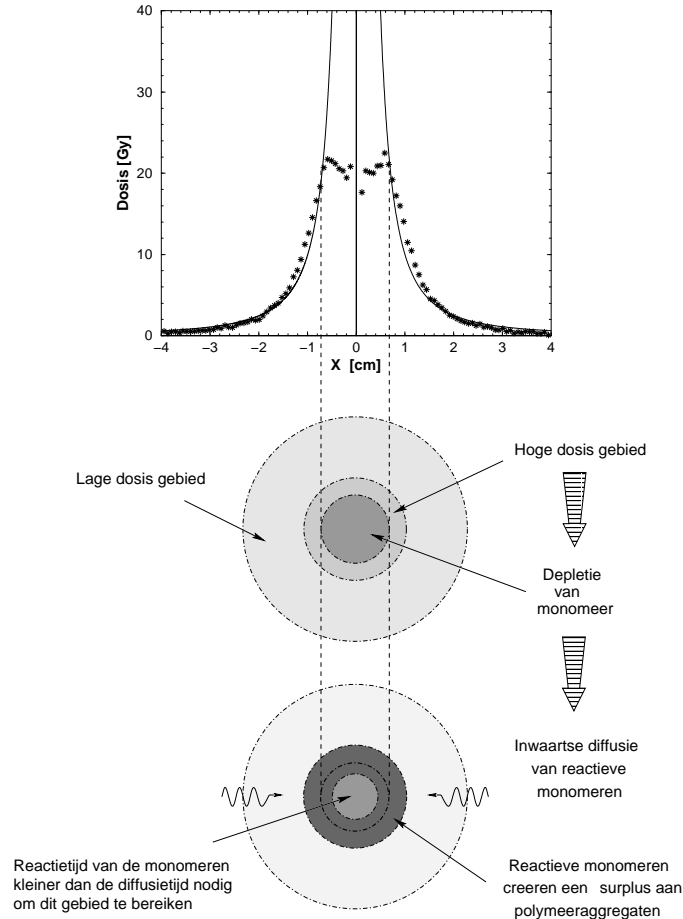 40
30
20
10
0
Dosis [Gy]
−4 −3 −2 −1 0 1 2 3 4
X [cm]
Hoge dosis gebied
Lage dosis gebied
Depletie
van
monomeer
Inwaartse diffusie
van reactieve
monomeren
Reactietijd van de monomeren
kleiner dan de diffusietijd nodig
om dit gebied te bereiken
Reactieve monomeren
creeren een surplus aan
polymeeraggregaten